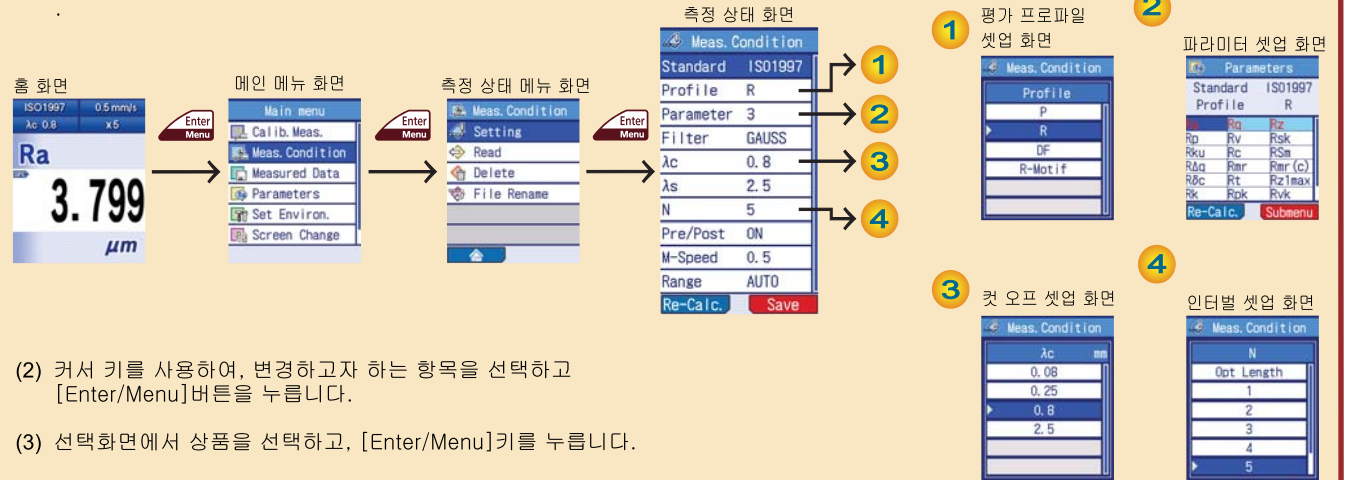 홈 화면
ISO1997 0.5 mm/s
λc 0.8 x 5
Ra
3.799
µm
Enter
Menu
메인 메뉴 화면
Main menu
Calib. Meas.
Meas. Condition
Measured Data
Parameters
Set Environ.
Screen Change
Enter
Menu
측정 상태 메뉴 화면
Meas. Condition
Setting
Read
Delete
File Rename
Enter
Menu
측정 상태 화면
Meas. Condition
Standard ISO1997
Profile R
Parameter 3
Filter GAUSS
λc 0.8
λs 2.5
N 5
Pre/Post ON
M-Speed 0.5
Range AUTO
Re-Calc. Save
1
2
3
4
1
평가 프로파일
셋업 화면
Meas. Condition
Profile
P
R
DF
R-Motif
2
파라미터 셋업 화면
Parameters
Standard ISO1997
Profile R
Rq Rz
Rp Rv Rsk
Rku Rc RSm
RΔq Rmr Rmr(c)
Rδc Rt Rz1max
Rk Rpk Rvk
Re-Calc. Submenu
3
컷 오프 셋업 화면
Meas. Condition
λc mm
0.08
0.25
0.8
2.5
4
인터벌 셋업 화면
Meas. Condition
N
Opt Length
1
2
3
4
5
(2) 커서 키를 사용하여, 변경하고자 하는 항목을 선택하고
[Enter/Menu]버튼을 누릅니다.
(3) 선택화면에서 상품을 선택하고, [Enter/Menu]키를 누릅니다.